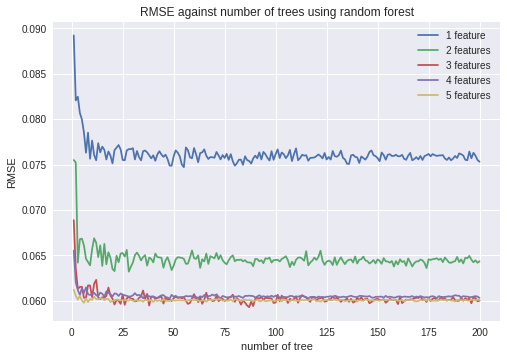 RMSE against number of trees using random forest
0.090
0.085
0.080
0.075
0.070
0.065
0.060
RMSE
1 feature
2 features
3 features
4 features
5 features
0
25
50
75
100
125
150
175
200
number of tree